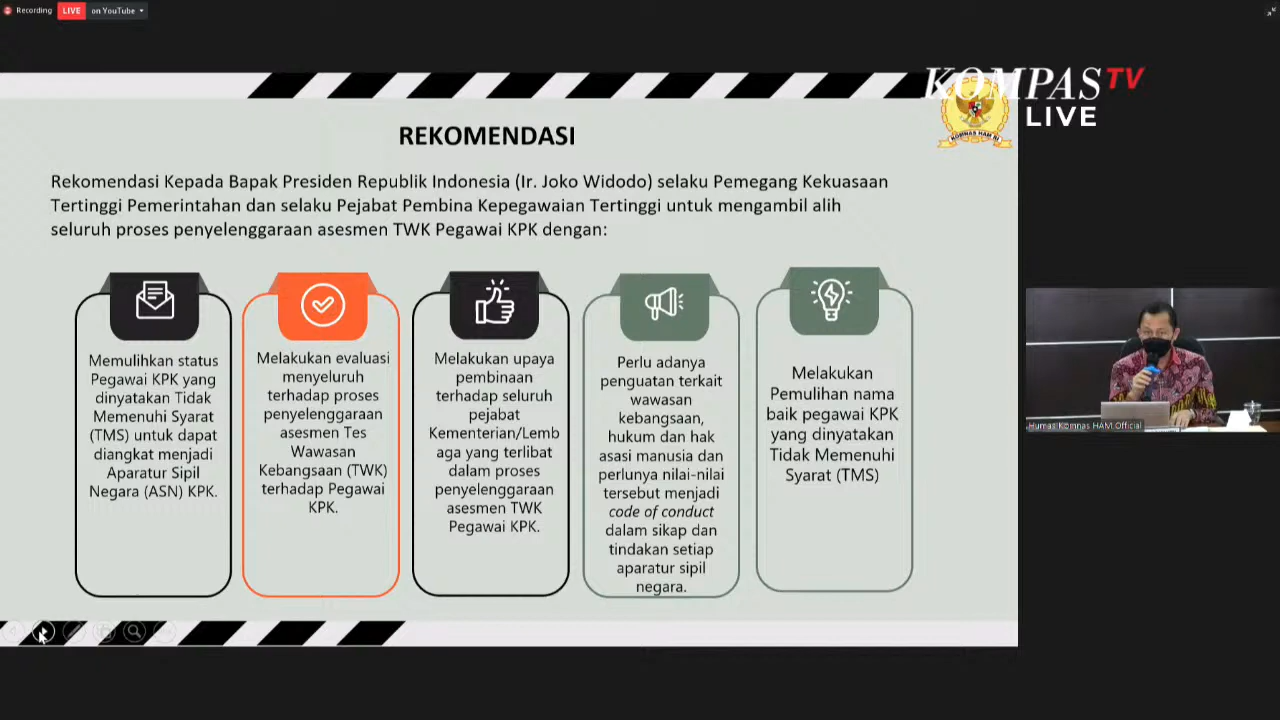 Recording
LIVE
on YouTube
KOMPAS TV
LIVE
KOMNAS HAM RI
REKOMENDASI
Rekomendasi Kepada Bapak Presiden Republik Indonesia (Ir. Joko Widodo) selaku Pemegang Kekuasaan
Tertinggi Pemerintahan dan selaku Pejabat Pembina Kepegawaian Tertinggi untuk mengambil alih
seluruh proses penyelenggaraan asesmen TWK Pegawai KPK dengan:
Memulihkan status
Pegawai KPK yang
dinyatakan Tidak
Memenuhi Syarat
(TMS) untuk dapat
diangkat menjadi
Aparatur Sipil
Negara (ASN) KPK.
Melakukan evaluasi
menyeluruh
terhadap proses
penyelenggaraan
asesmen Tes
Wawasan
Kebangsaan (TWK)
terhadap Pegawai
KPK.
Melakukan upaya
pembinaan
terhadap seluruh
pejabat
Kementerian/Lemb
aga yang terlibat
dalam proses
penyelenggaraan
asesmen TWK
Pegawai KPK.
Perlu adanya
penguatan terkait
wawasan
kebangsaan,
hukum dan hak
asasi manusia dan
perlunya nilai-nilai
tersebut menjadi
code of conduct
dalam sikap dan
tindakan setiap
aparatur sipil
negara.
Melakukan
Pemulihan nama
baik pegawai KPK
yang dinyatakan
Tidak Memenuhi
Syarat (TMS)
Humas Komnas HAM Official